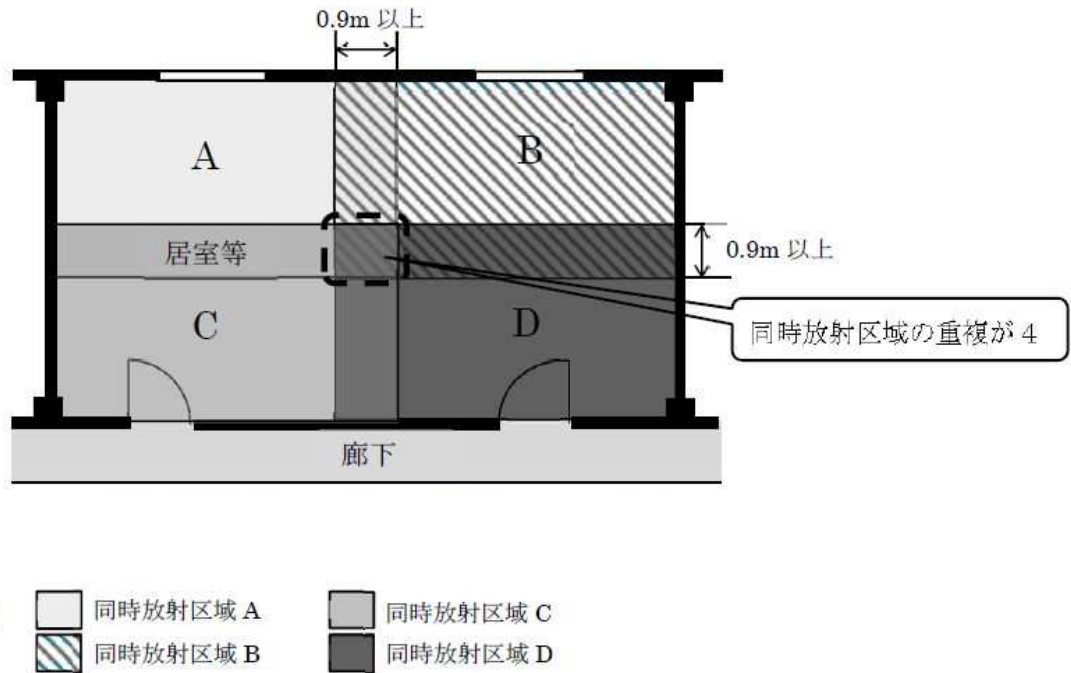 0.9m 以上
A
B
居室等
0.9m 以上
C
D
同時放射区域の重複が 4
廊下
同時放射区域 A
同時放射区域 C
同時放射区域 B
同時放射区域 D